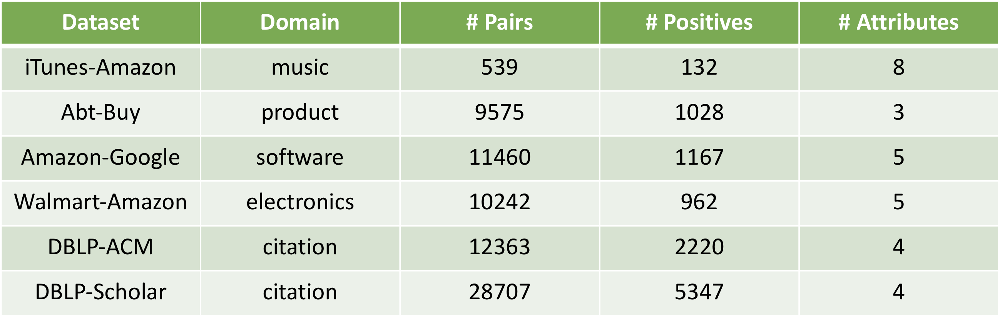 Dataset Domain # Pairs # Positives # Attributes
iTunes-Amazon music 539 132 8
Abt-Buy product 9575 1028 3
Amazon-Google software 11460 1167 5
Walmart-Amazon electronics 10242 962 5
DBLP-ACM citation 12363 2220 4
DBLP-Scholar citation 28707 5347 4